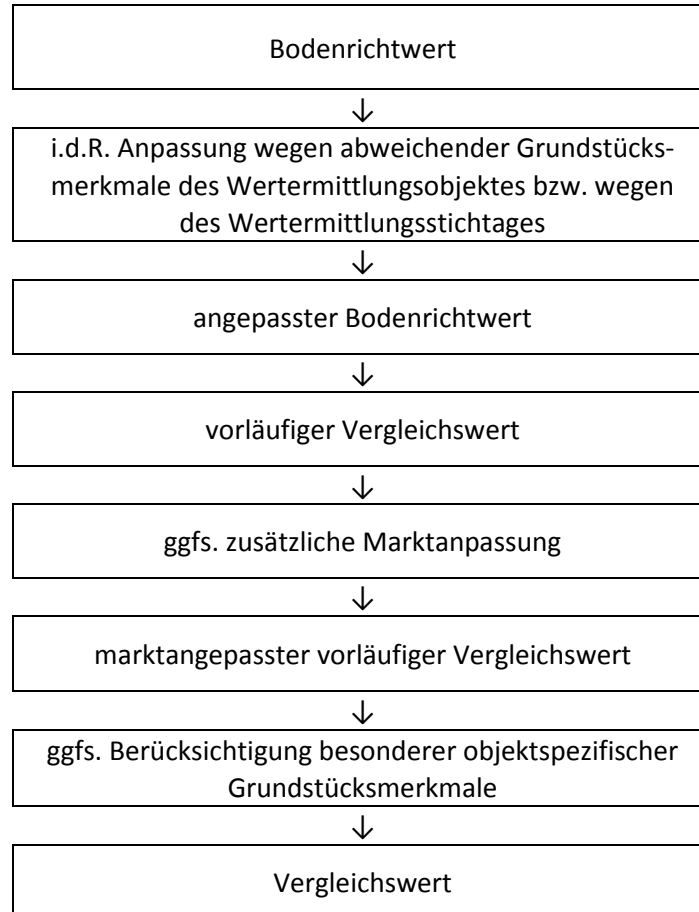 Bodenrichtwert
↓
i.d.R. Anpassung wegen abweichender Grundstücks-
merkmale des Wertermittlungsobjektes bzw. wegen
des Wertermittlungsstichtages
↓
angepasster Bodenrichtwert
↓
vorläufiger Vergleichswert
↓
ggfs. zusätzliche Marktanpassung
↓
marktangepasster vorläufiger Vergleichswert
↓
ggfs. Berücksichtigung besonderer objektspezifischer
Grundstücksmerkmale
↓
Vergleichswert